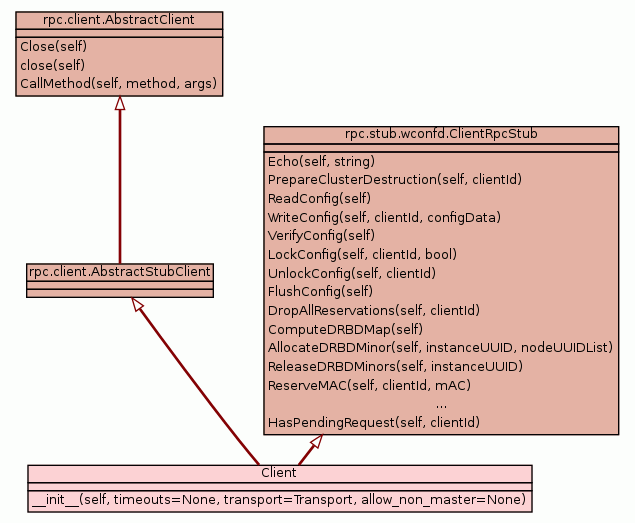 rpc.client.AbstractClient
Close(self)
close(self)
CallMethod(self, method, args)
rpc.stub.wconfd.ClientRpcStub
Echo(self, string)
PrepareClusterDestruction(self, clientId)
ReadConfig(self)
WriteConfig(self, clientId, configData)
VerifyConfig(self)
LockConfig(self, clientId, bool)
UnlockConfig(self, clientId)
FlushConfig(self)
DropAllReservations(self, clientId)
ComputeDRBDMap(self)
AllocateDRBDMinor(self, instanceUUID, nodeUUIDList)
ReleaseDRBDMinors(self, instanceUUID)
ReserveMAC(self, clientId, mAC)
...
HasPendingRequest(self, clientId)
rpc.client.AbstractStubClient
Client
__init__(self, timeouts=None, transport=Transport, allow_non_master=None)